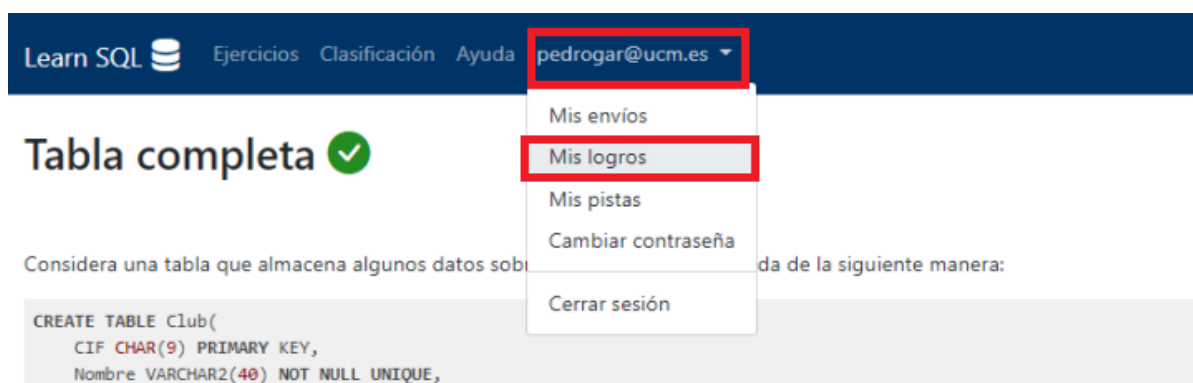 Learn SQL Ejercicios Clasificación Ayuda pedrogar@ucm.es
Mis envíos
Mis logros
Mis pistas
Cambiar contraseña
Cerrar sesión
Tabla completa
Considera una tabla que almacena algunos datos sob da de la siguiente manera:
CREATE TABLE Club(
CIF CHAR(9) PRIMARY KEY,
Nombre VARCHAR2(40) NOT NULL UNIQUE,